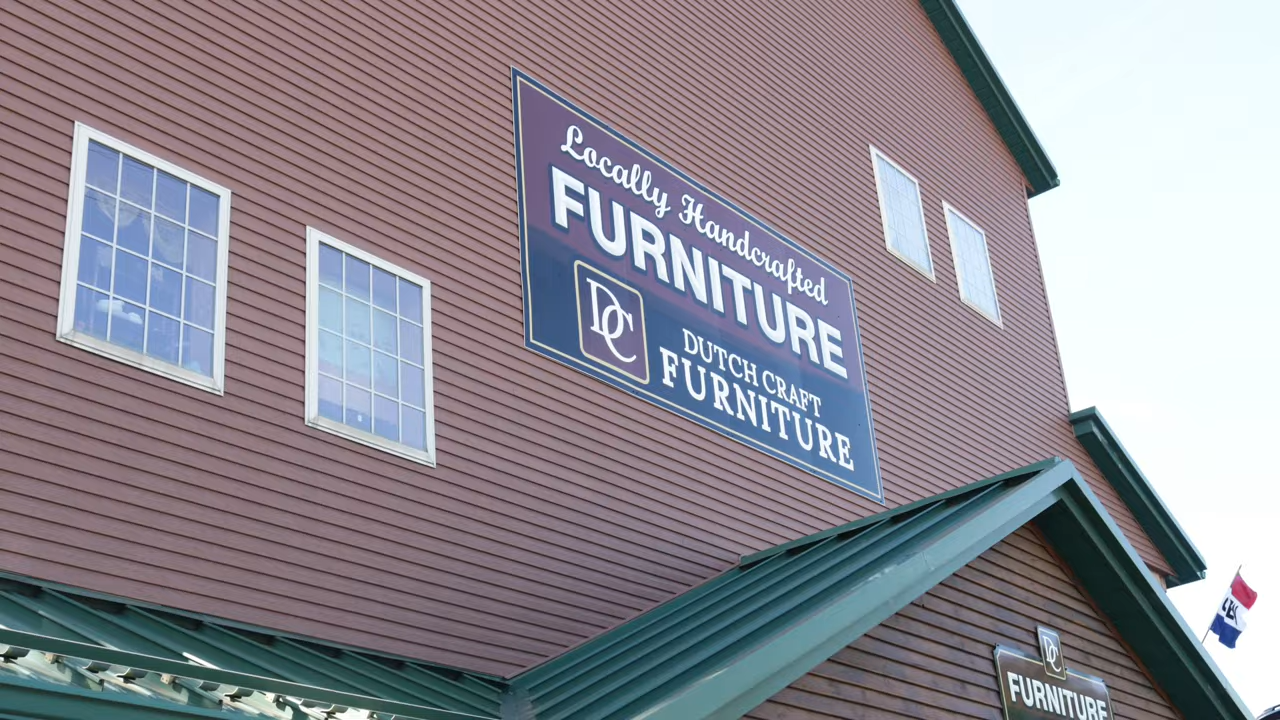 Locally Handcrafted
FURNITURE
DC
DUTCH CRAFT
FURNITURE
DC
FURNITURE